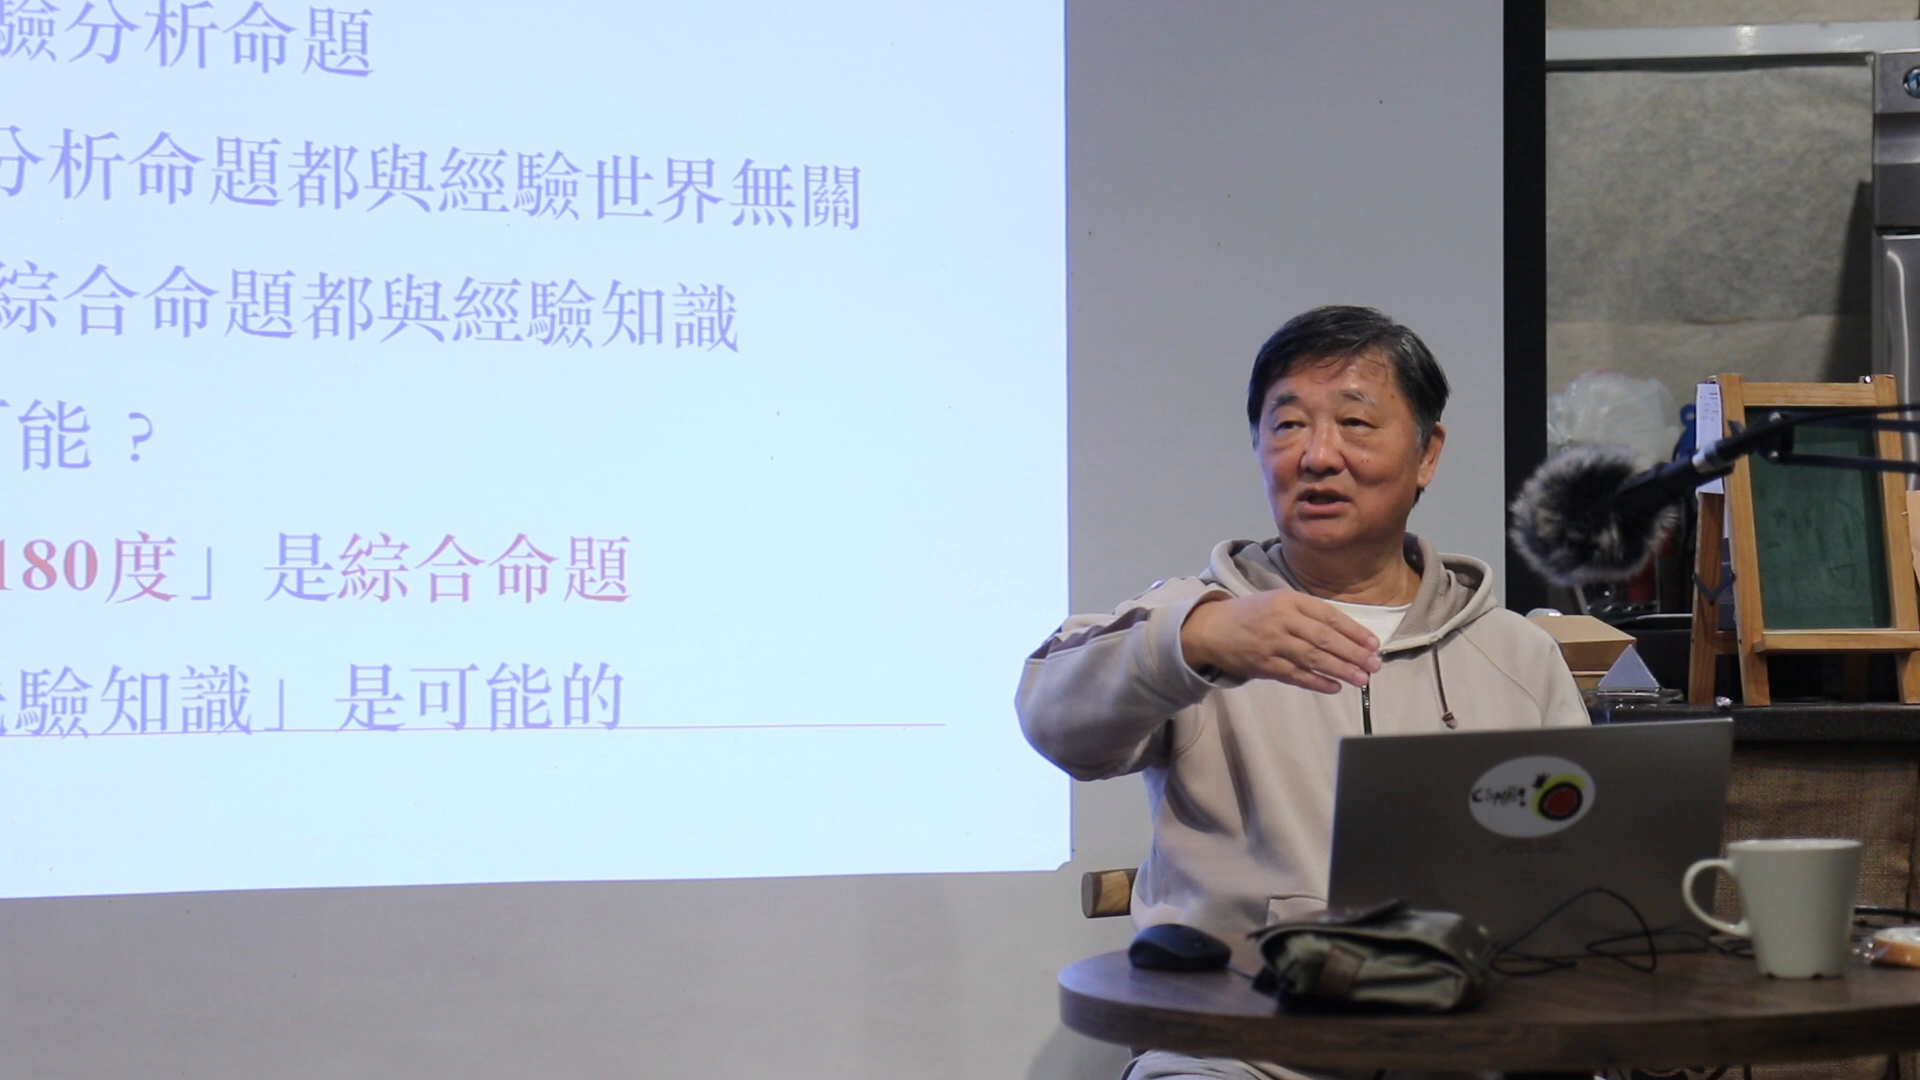 驗分析命題
分析命題都與經驗世界無關
綜合命題都與經驗知識
可能？
180度」是綜合命題
先驗知識」是可能的